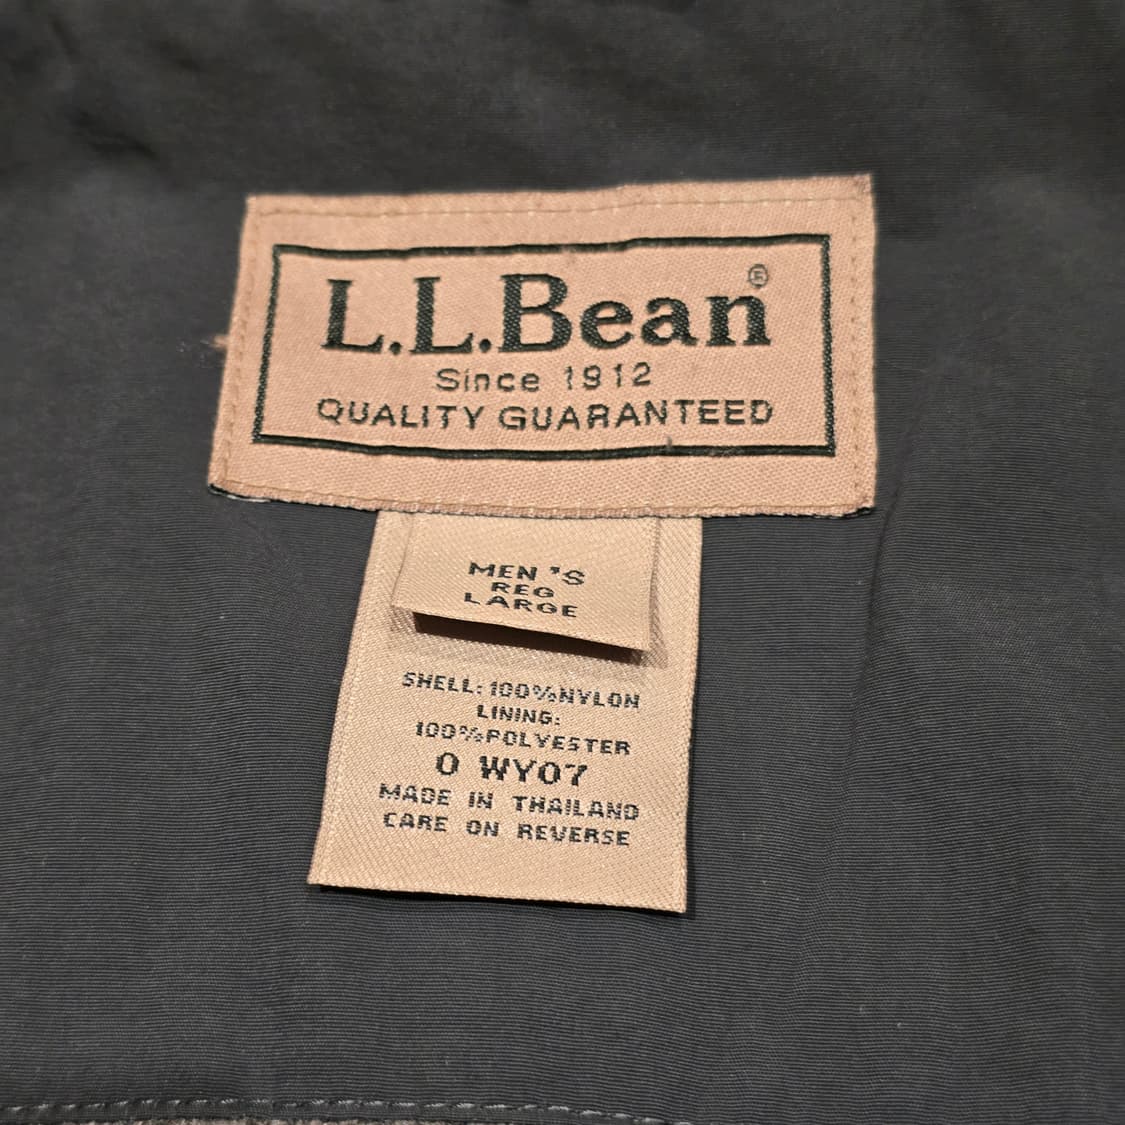 L.L.Bean®
Since 1912
QUALITY GUARANTEED
MEN'S
REG
LARGE
SHELL: 100%NYLON
LINING:
100%POLYESTER
0 WY07
MADE IN THAILAND
CARE ON REVERSE